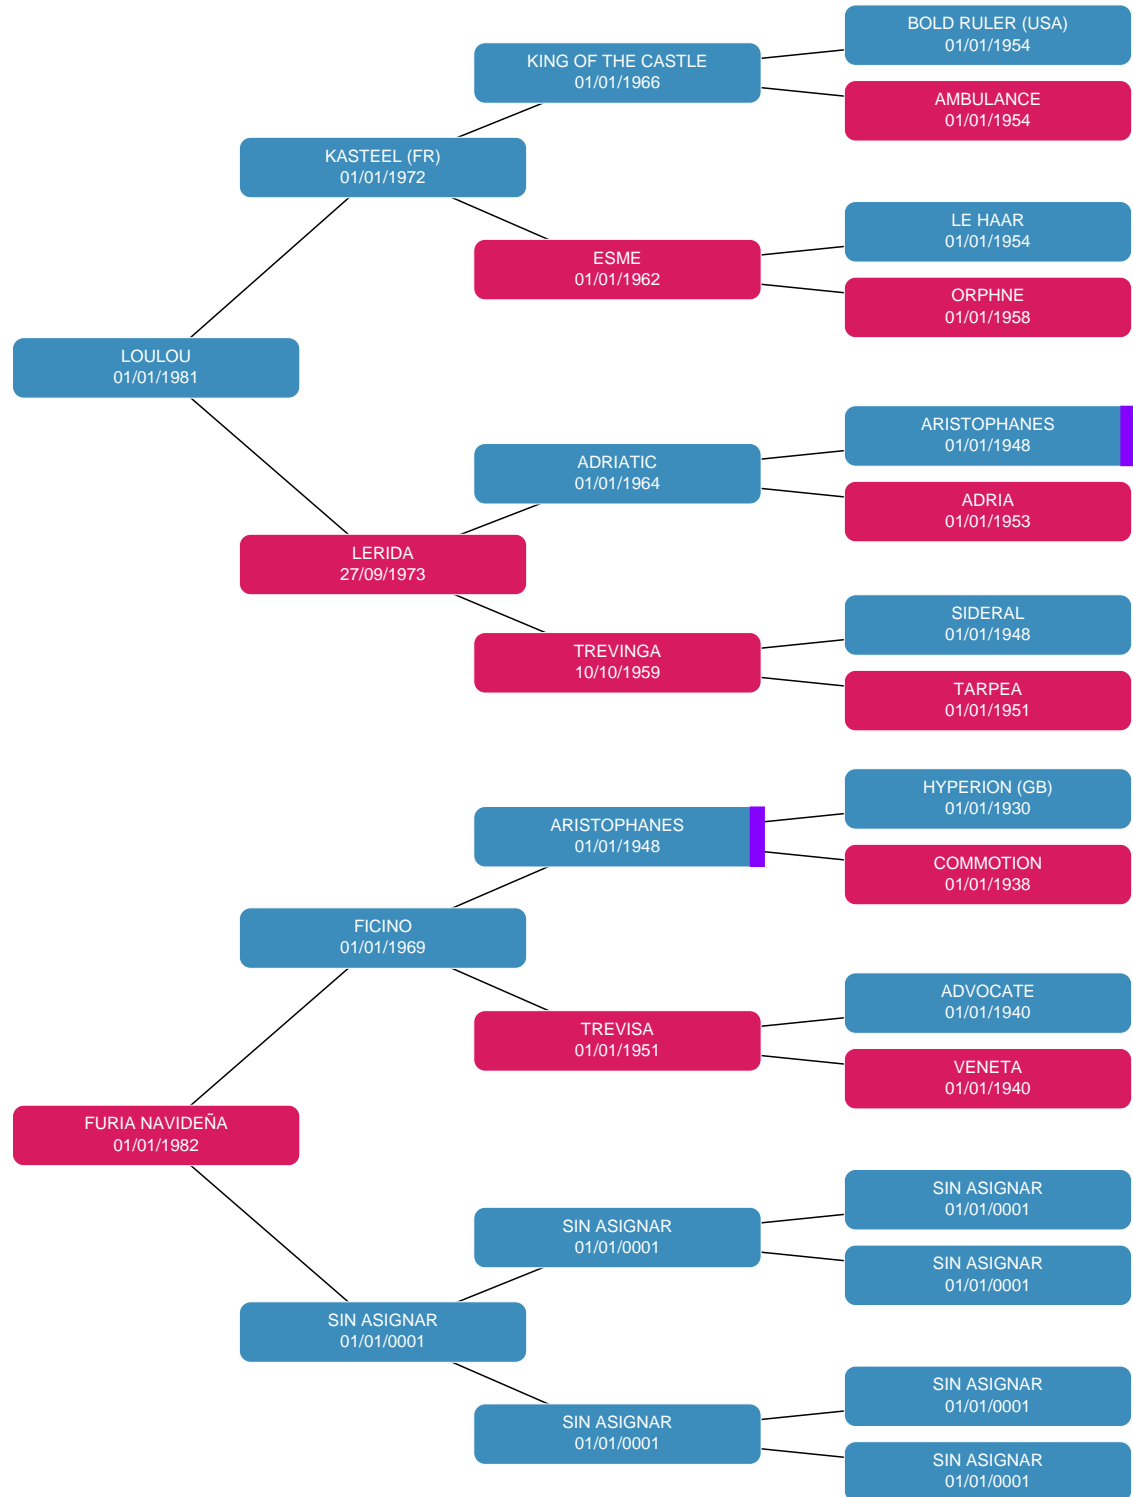 BOLD RULER (USA)
01/01/1954
KING OF THE CASTLE
01/01/1966
AMBULANCE
01/01/1954
KASTEEL (FR)
01/01/1972
LE HAAR
01/01/1954
ESME
01/01/1962
ORPHNE
01/01/1958
LOULOU
01/01/1981
ARISTOPHANES
01/01/1948
ADRIATIC
01/01/1964
ADRIA
01/01/1953
LERIDA
27/09/1973
SIDERAL
01/01/1948
TREVINGA
10/10/1959
TARPEA
01/01/1951
HYPERION (GB)
01/01/1930
ARISTOPHANES
01/01/1948
COMMOTION
01/01/1938
FICINO
01/01/1969
ADVOCATE
01/01/1940
TREVISA
01/01/1951
VENETA
01/01/1940
FURIA NAVIDEÑA
01/01/1982
SIN ASIGNAR
01/01/0001
SIN ASIGNAR
01/01/0001
SIN ASIGNAR
01/01/0001
SIN ASIGNAR
01/01/0001
SIN ASIGNAR
01/01/0001
SIN ASIGNAR
01/01/0001
SIN ASIGNAR
01/01/0001